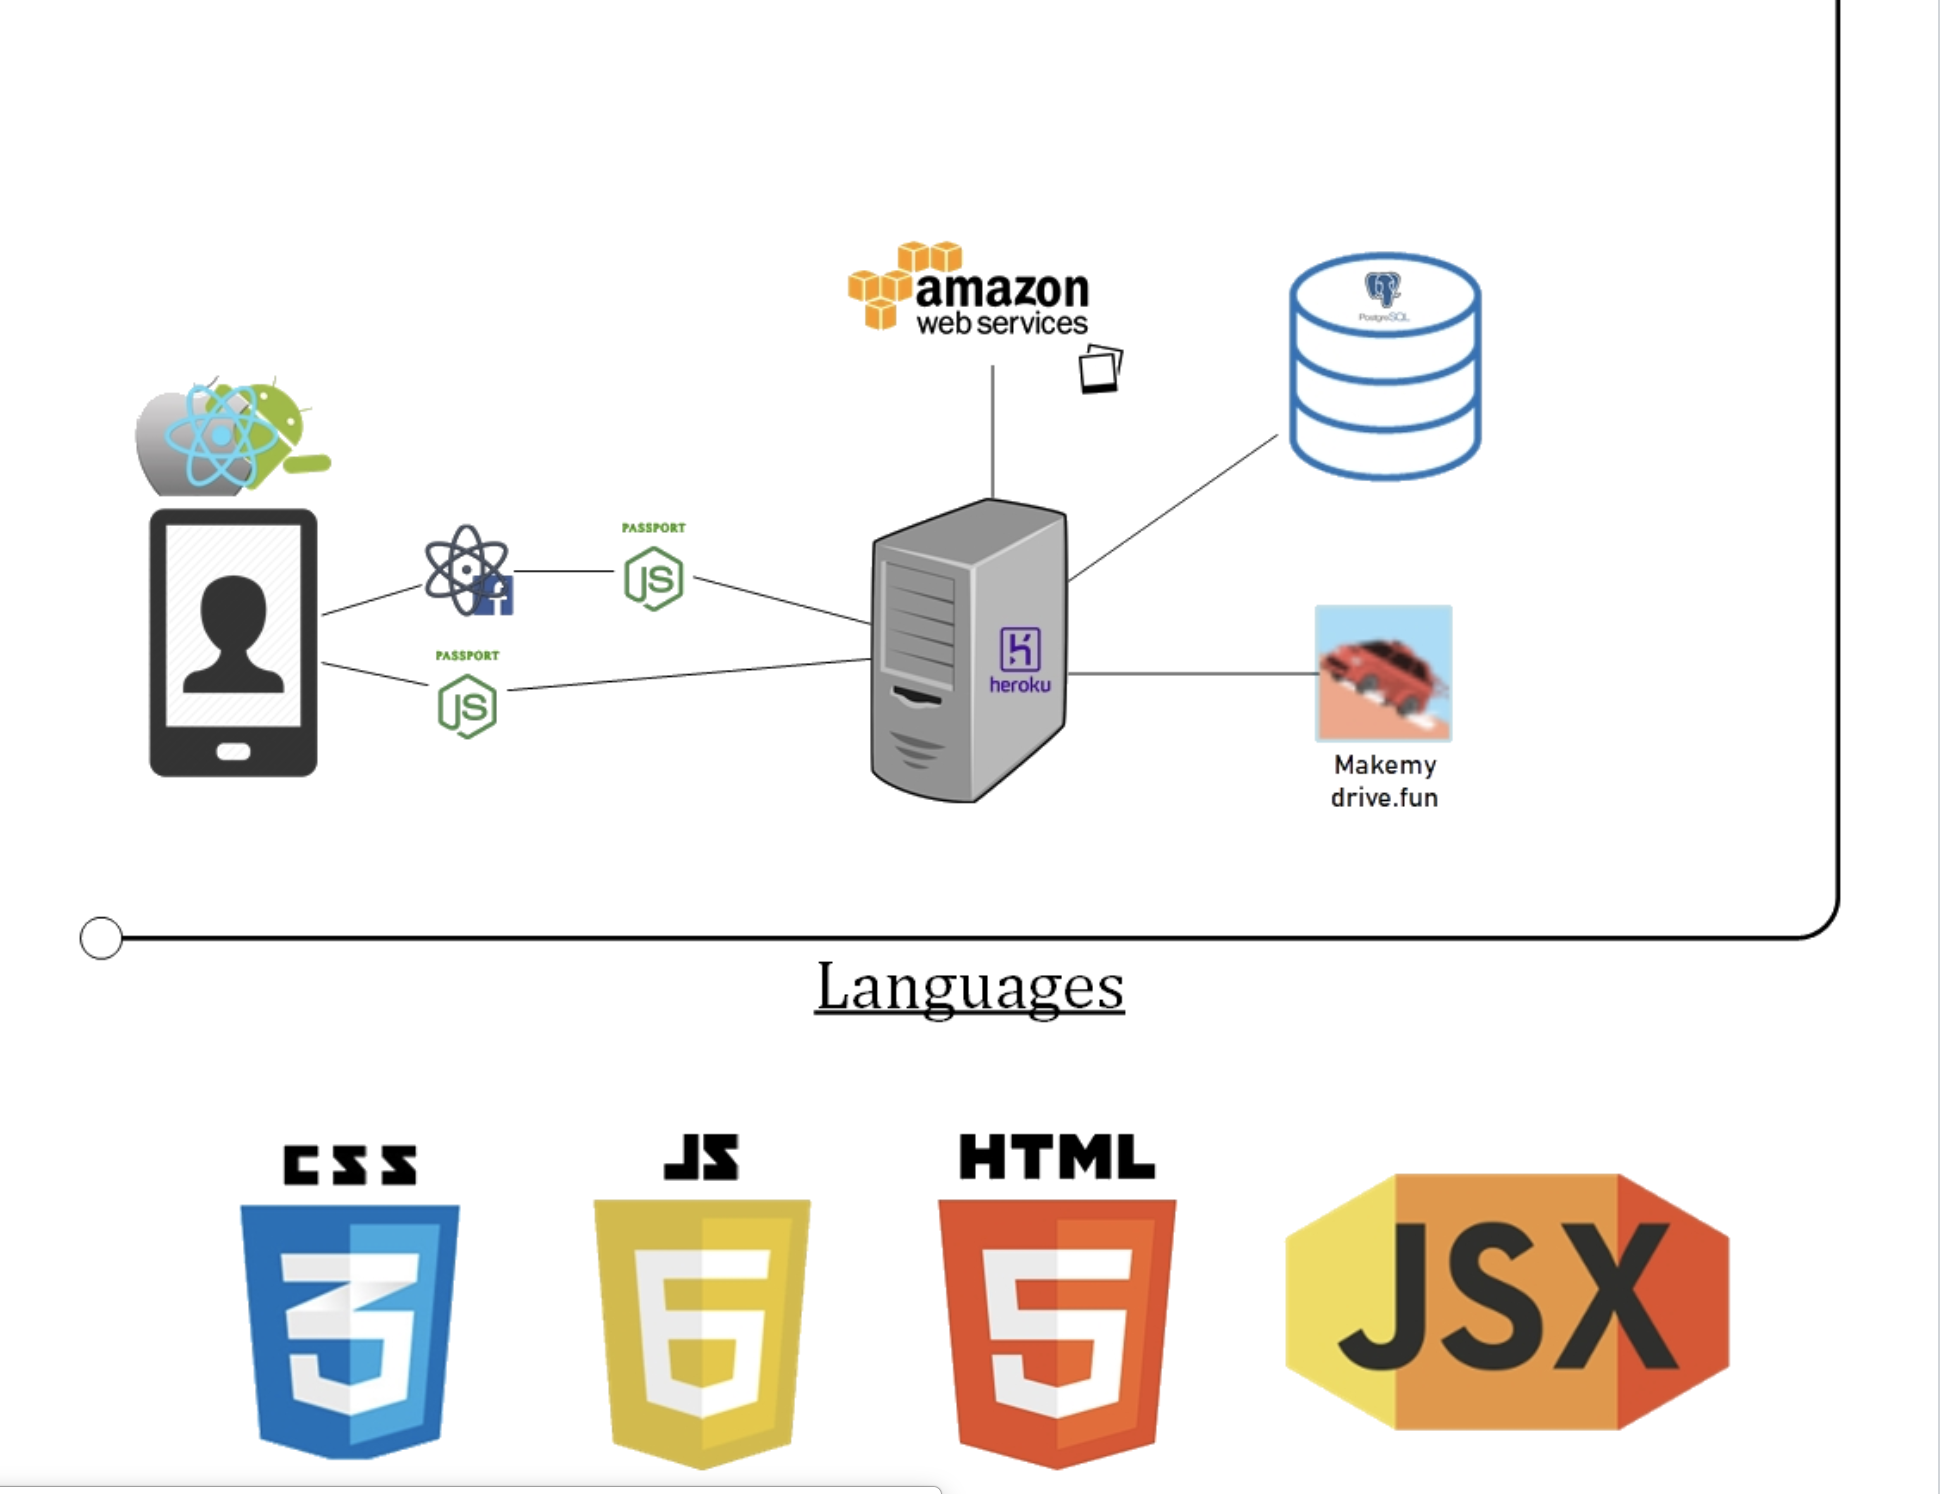 amazon
web services
PostgreSQL
PASSPORT
JS
f
PASSPORT
JS
heroku
Makemy
drive.fun
Languages
CSS
JS
HTML
3
6
5
JSX